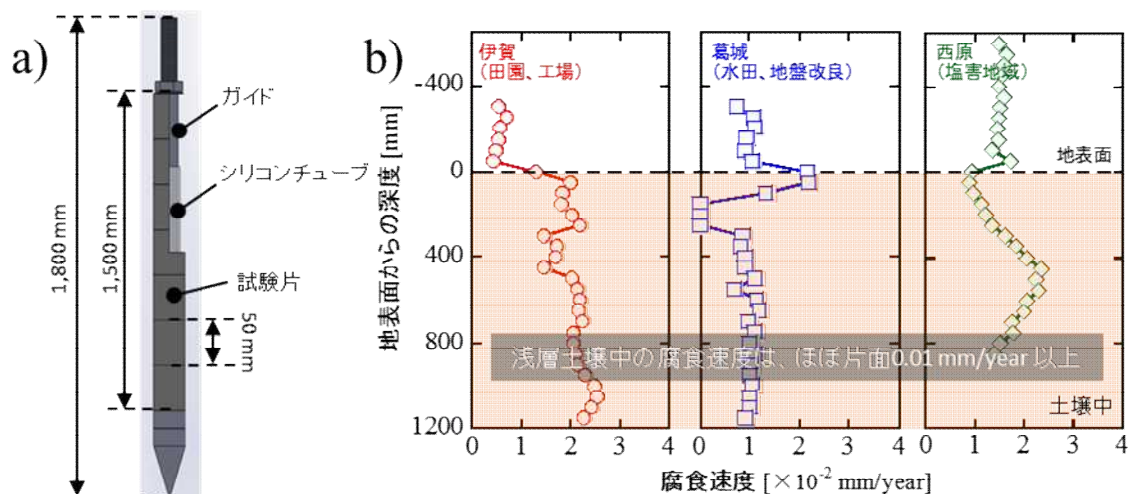 a)
1,800 mm
1,500 mm
ガイド
シリコンチューブ
試験片
50 mm
b)
地表面からの深度 [mm]
-400
0
400
800
1200
伊賀
(田園、工場)
葛城
(水田、地盤改良)
西原
(塩害地域)
地表面
浅層土壌中の腐食速度は、ほぼ片面0.01 mm/year 以上
土壌中
0 1 2 3 4
0 1 2 3 4
0 1 2 3 4
腐食速度 [×10⁻² mm/year]